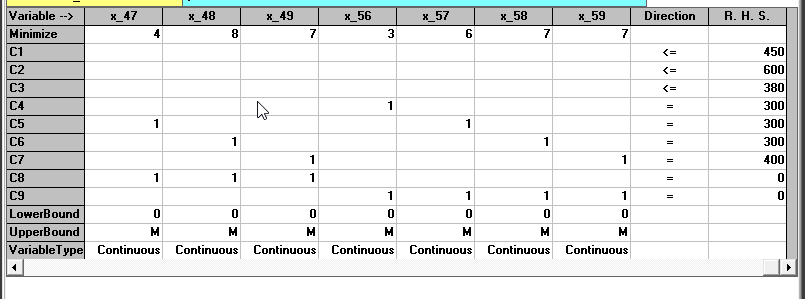 Variable --> x_47 x_48 x_49 x_56 x_57 x_58 x_59 Direction R. H. S.
Minimize 4 8 7 3 6 7 7
C1 <= 450
C2 <= 600
C3 <= 380
C4 1 = 300
C5 1 1 = 300
C6 1 1 = 300
C7 1 1 = 400
C8 1 1 1 = 0
C9 1 1 1 1 = 0
LowerBound 0 0 0 0 0 0 0
UpperBound M M M M M M M
VariableType Continuous Continuous Continuous Continuous Continuous Continuous Continuous